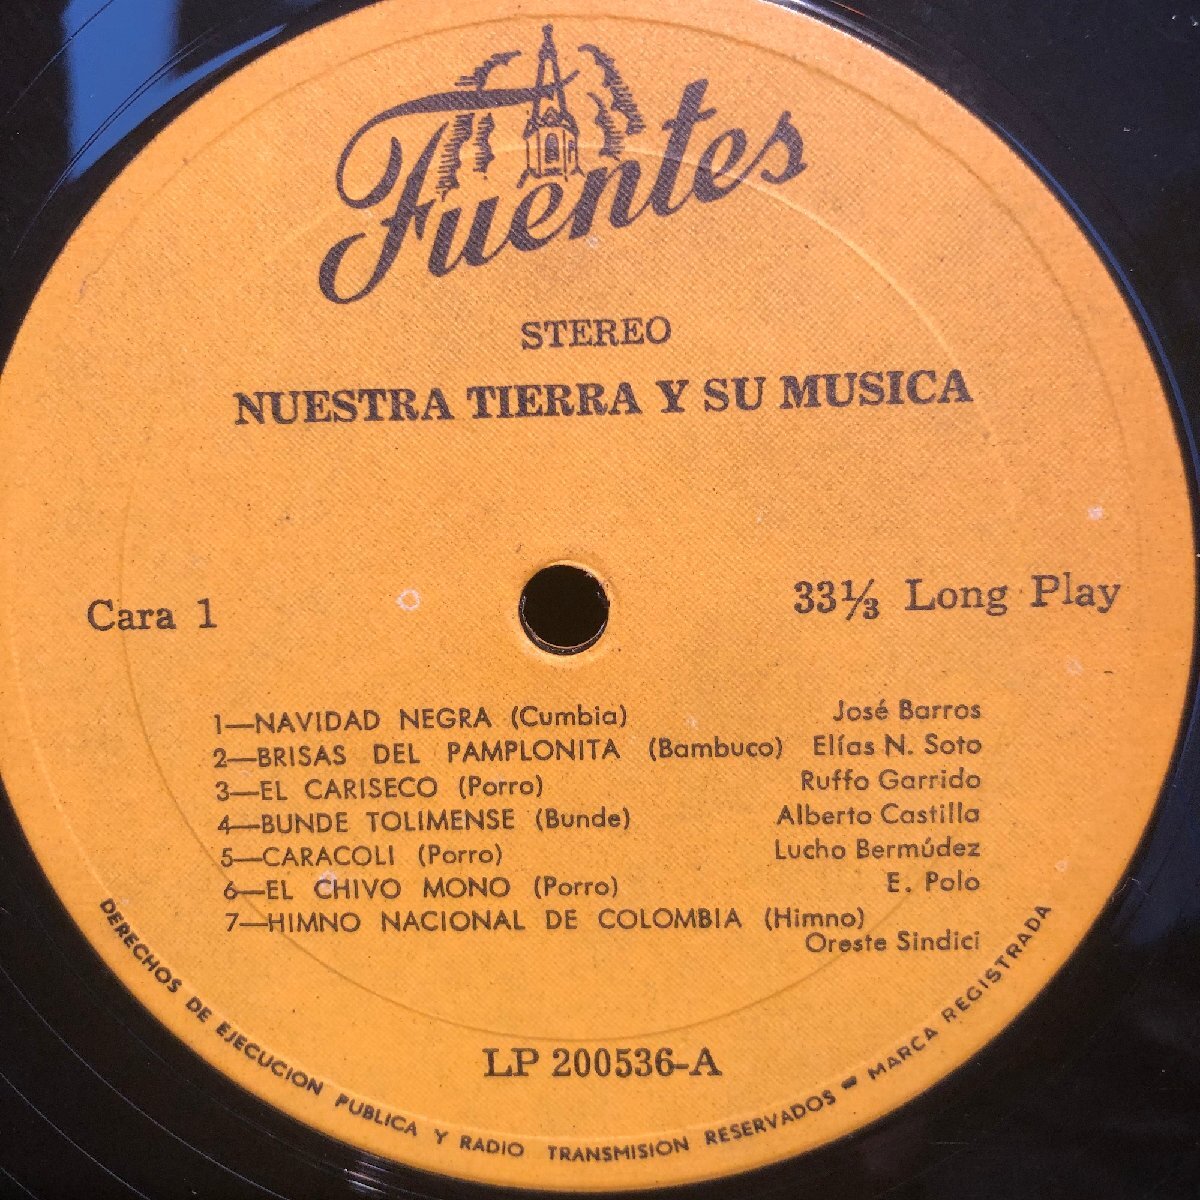 Fuentes
STEREO
NUESTRA TIERRA Y SU MUSICA
Cara 1
33⅓ Long Play
1—NAVIDAD NEGRA (Cumbia) José Barros
2—BRISAS DEL PAMPLONITA (Bambuco) Elías N. Soto
3—EL CARISECO (Porro) Ruffo Garrido
4—BUNDE TOLIMENSE (Bunde) Alberto Castilla
5—CARACOLI (Porro) Lucho Bermúdez
6—EL CHIVO MONO (Porro) E. Polo
7—HIMNO NACIONAL DE COLOMBIA (Himno)
Oreste Sindici
LP 200536-A
DERECHOS DE EJECUCION PUBLICA Y RADIO TRANSMISION RESERVADOS - MARCA REGISTRADA